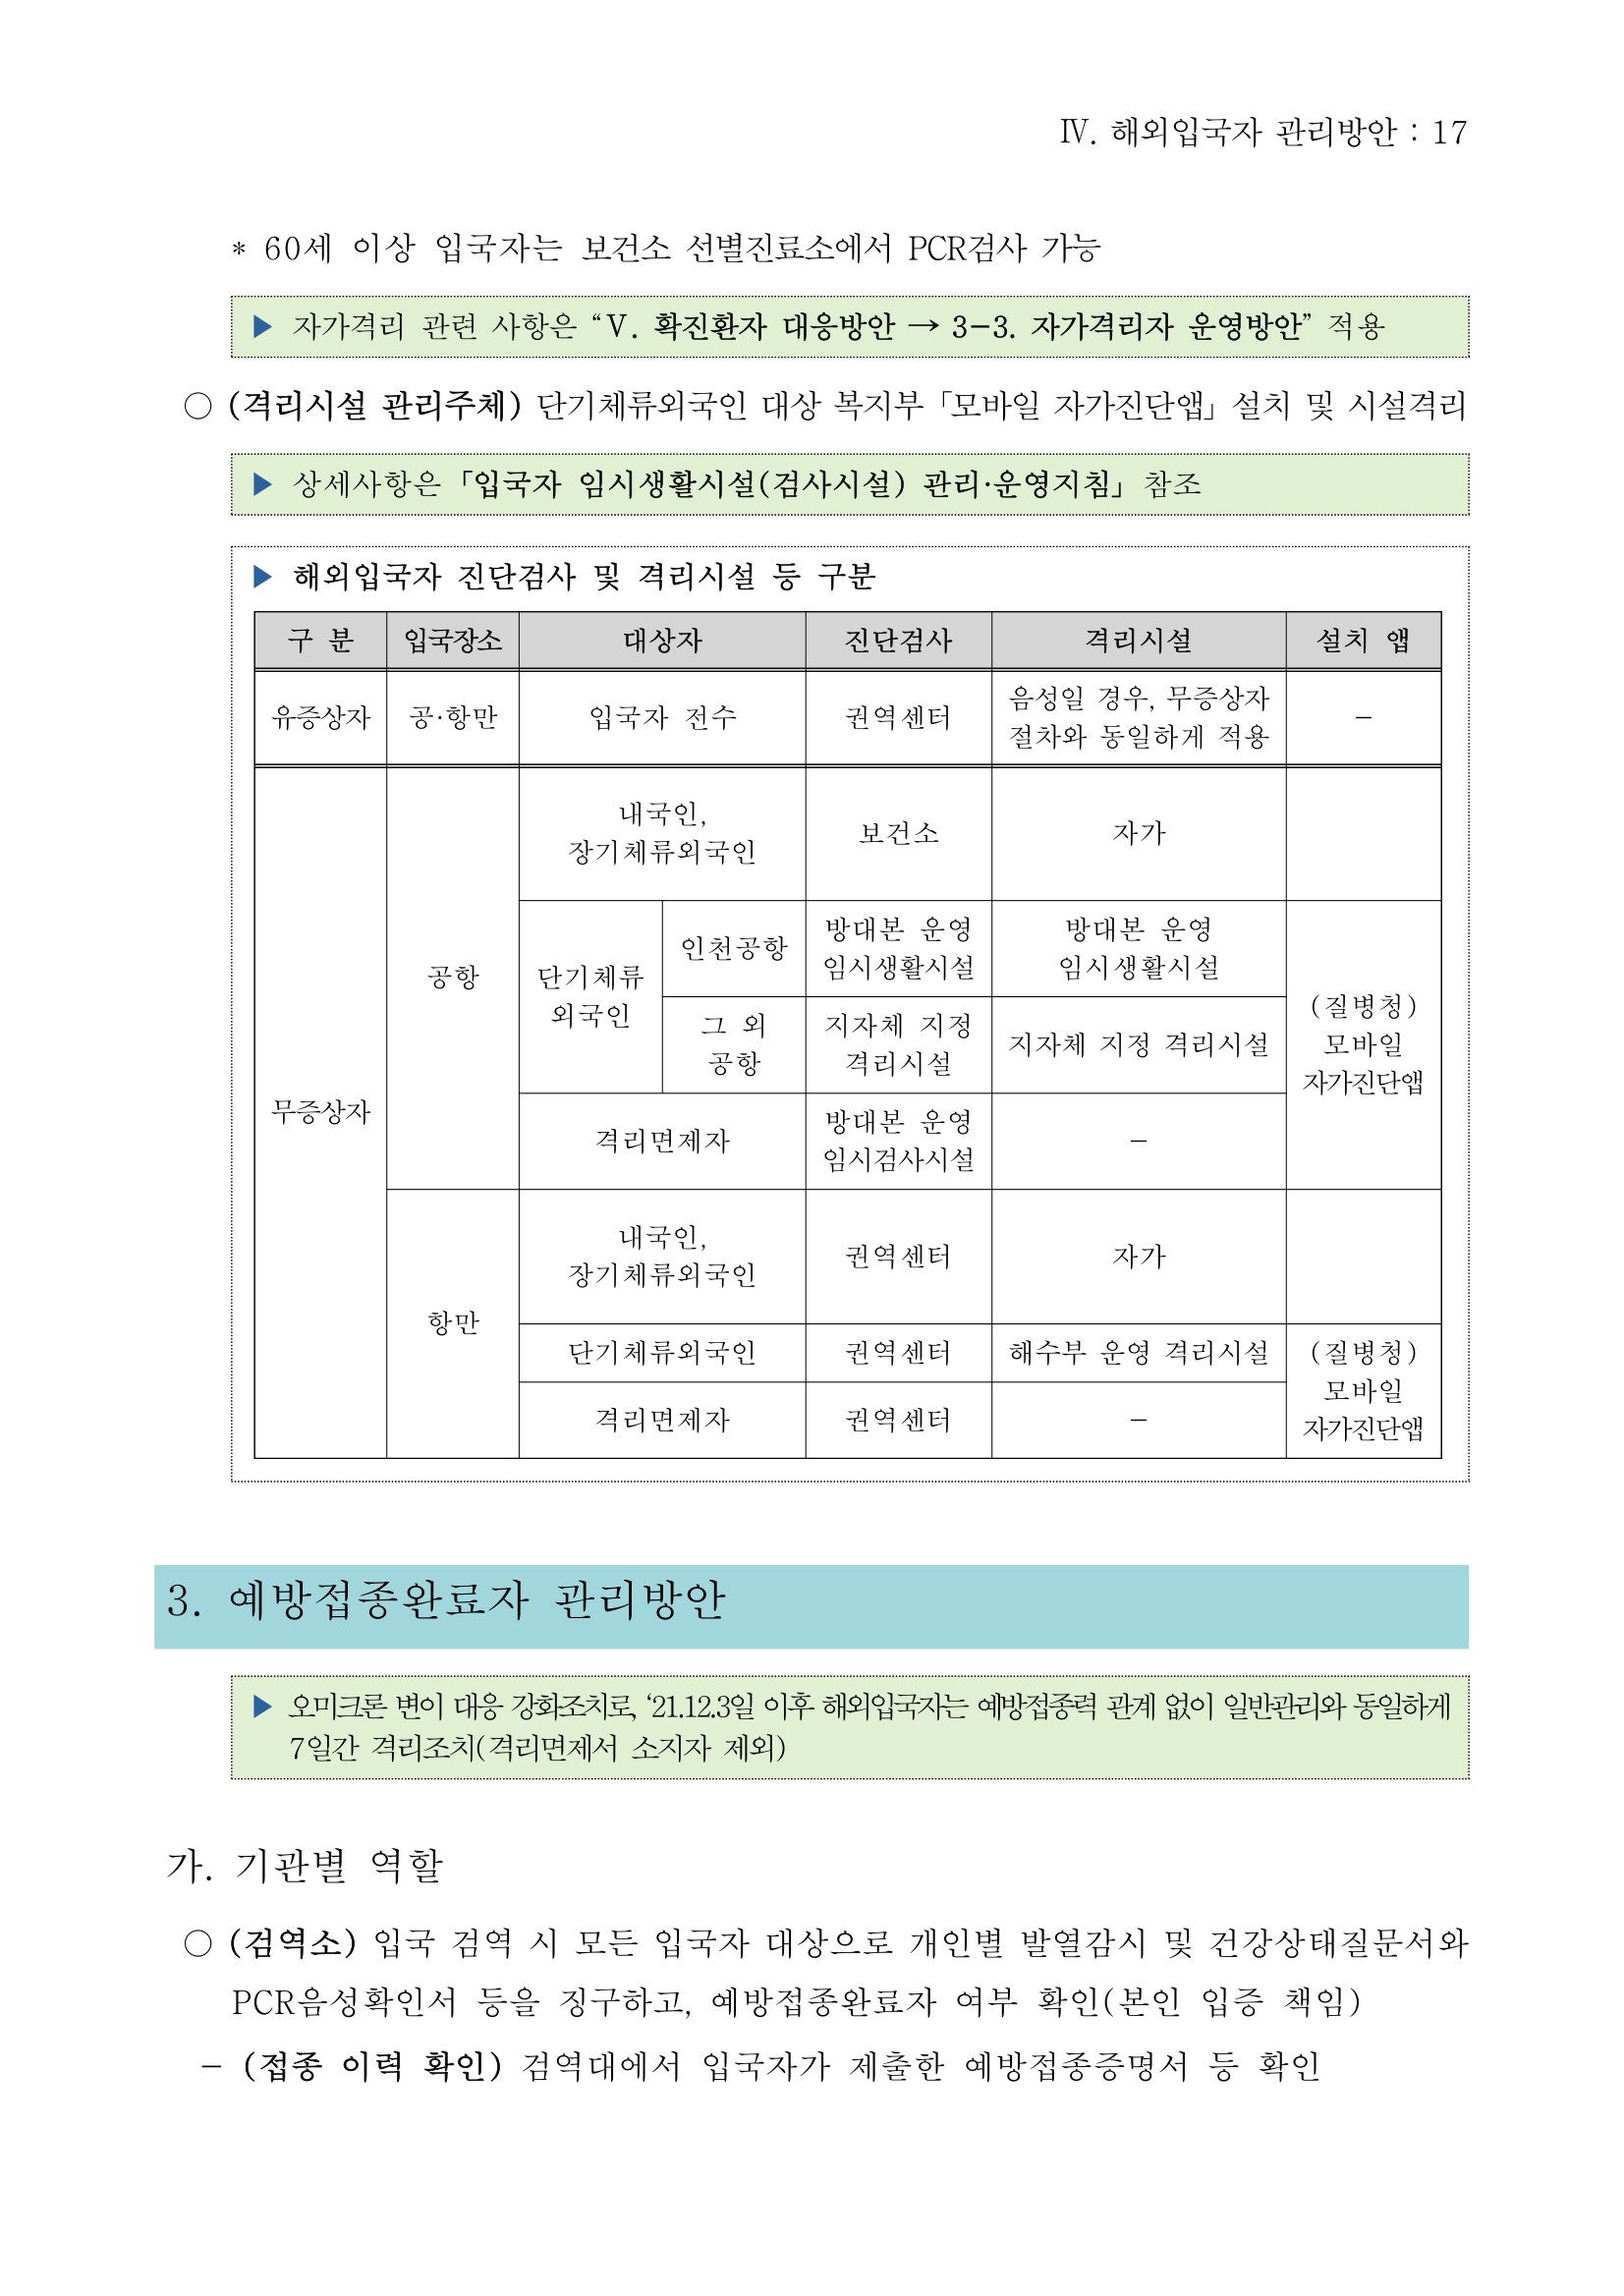 Ⅳ. 해외입국자 관리방안 : 17
* 60세 이상 입국자는 보건소 선별진료소에서 PCR검사 가능
▶ 자가격리 관련 사항은 “Ⅴ. 확진환자 대응방안 → 3-3. 자가격리자 운영방안” 적용
○ (격리시설 관리주체) 단기체류외국인 대상 복지부「모바일 자가진단앱」설치 및 시설격리
▶ 상세사항은「입국자 임시생활시설(검사시설) 관리·운영지침」참조
▶ 해외입국자 진단검사 및 격리시설 등 구분
구 분 입국장소 대상자 진단검사 격리시설 설치 앱
유증상자 공·항만 입국자 전수 권역센터 음성일 경우, 무증상자
절차와 동일하게 적용 -
무증상자
공항
내국인,
장기체류외국인
보건소
자가
단기체류
외국인
인천공항
방대본 운영
임시생활시설
방대본 운영
임시생활시설
(질병청)
모바일
자가진단앱
그 외
공항
지자체 지정
격리시설
지자체 지정 격리시설
격리면제자
방대본 운영
임시검사시설
-
항만
내국인,
장기체류외국인
권역센터
자가
단기체류외국인
권역센터
해수부 운영 격리시설
(질병청)
모바일
자가진단앱
격리면제자
권역센터
-
3. 예방접종완료자 관리방안
▶ 오미크론 변이 대응 강화조치로, ‘21.12.3일 이후 해외입국자는 예방접종력 관계 없이 일반관리와 동일하게
7일간 격리조치(격리면제서 소지자 제외)
가. 기관별 역할
○ (검역소) 입국 검역 시 모든 입국자 대상으로 개인별 발열감시 및 건강상태질문서와
PCR음성확인서 등을 징구하고, 예방접종완료자 여부 확인(본인 입증 책임)
- (접종 이력 확인) 검역대에서 입국자가 제출한 예방접종증명서 등 확인